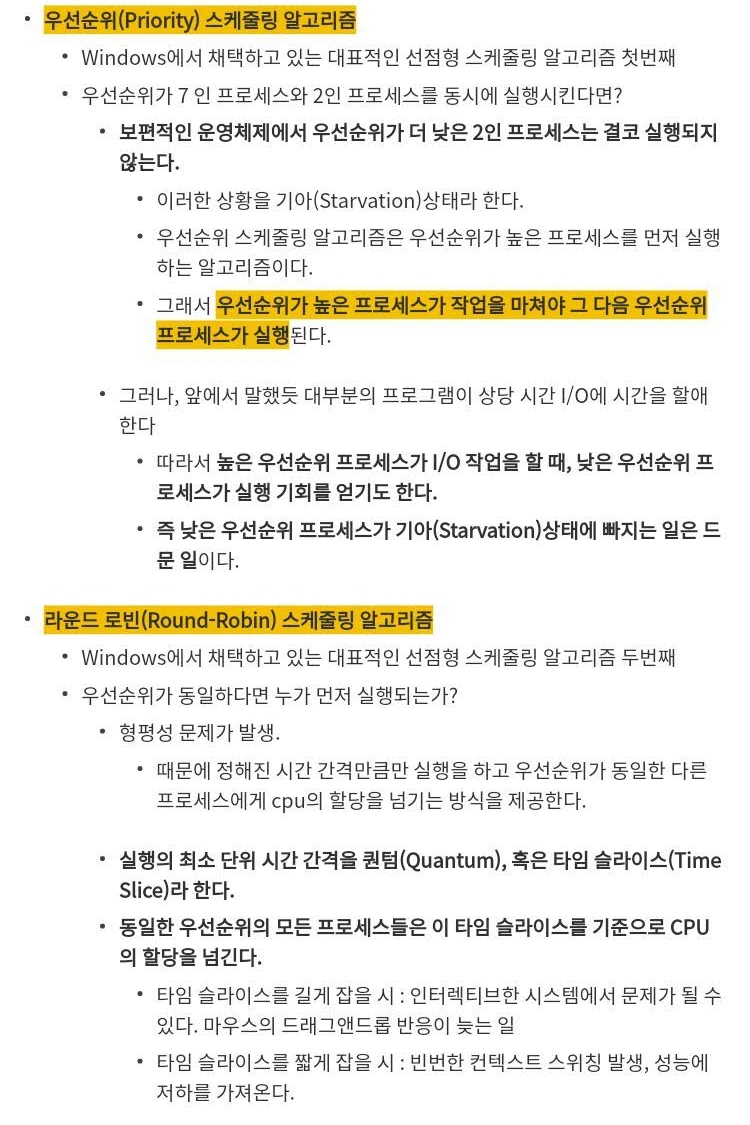 • 우선순위(Priority) 스케줄링 알고리즘
• Windows에서 채택하고 있는 대표적인 선점형 스케줄링 알고리즘 첫번째
• 우선순위가 7 인 프로세스와 2인 프로세스를 동시에 실행시킨다면?
• 보편적인 운영체제에서 우선순위가 더 낮은 2인 프로세스는 결코 실행되지
않는다.
• 이러한 상황을 기아(Starvation)상태라 한다.
• 우선순위 스케줄링 알고리즘은 우선순위가 높은 프로세스를 먼저 실행
하는 알고리즘이다.
• 그래서 우선순위가 높은 프로세스가 작업을 마쳐야 그 다음 우선순위
프로세스가 실행된다.
• 그러나, 앞에서 말했듯 대부분의 프로그램이 상당 시간 I/O에 시간을 할애
한다
• 따라서 높은 우선순위 프로세스가 I/O 작업을 할 때, 낮은 우선순위 프
로세스가 실행 기회를 얻기도 한다.
• 즉 낮은 우선순위 프로세스가 기아(Starvation)상태에 빠지는 일은 드
문 일이다.
• 라운드 로빈(Round-Robin) 스케줄링 알고리즘
• Windows에서 채택하고 있는 대표적인 선점형 스케줄링 알고리즘 두번째
• 우선순위가 동일하다면 누가 먼저 실행되는가?
• 형평성 문제가 발생.
• 때문에 정해진 시간 간격만큼만 실행을 하고 우선순위가 동일한 다른
프로세스에게 cpu의 할당을 넘기는 방식을 제공한다.
• 실행의 최소 단위 시간 간격을 퀀텀(Quantum), 혹은 타임 슬라이스(Time
Slice)라 한다.
• 동일한 우선순위의 모든 프로세스들은 이 타임 슬라이스를 기준으로 CPU
의 할당을 넘긴다.
• 타임 슬라이스를 길게 잡을 시 : 인터렉티브한 시스템에서 문제가 될 수
있다. 마우스의 드래그앤드롭 반응이 늦는 일
• 타임 슬라이스를 짧게 잡을 시 : 빈번한 컨텍스트 스위칭 발생, 성능에
저하를 가져온다.